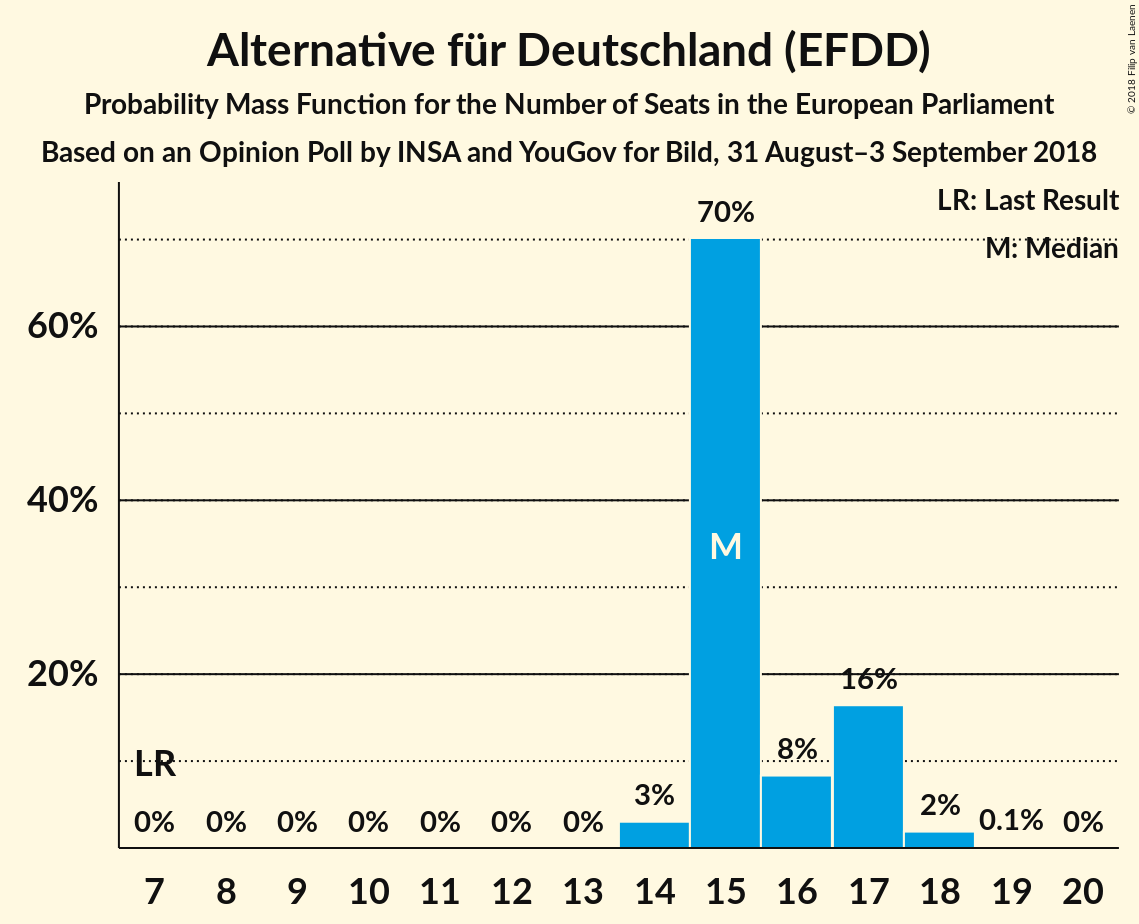 © 2018 Filip van Laenen
Alternative für Deutschland (EFDD)
Probability Mass Function for the Number of Seats in the European Parliament
Based on an Opinion Poll by INSA and YouGov for Bild, 31 August–3 September 2018
LR: Last Result
M: Median
70%
60%
40%
M
20%
16%
LR
8%
3%
2%
0% 0% 0% 0% 0% 0% 0% 0.1% 0%
7 8 9 10 11 12 13 14 15 16 17 18 19 20